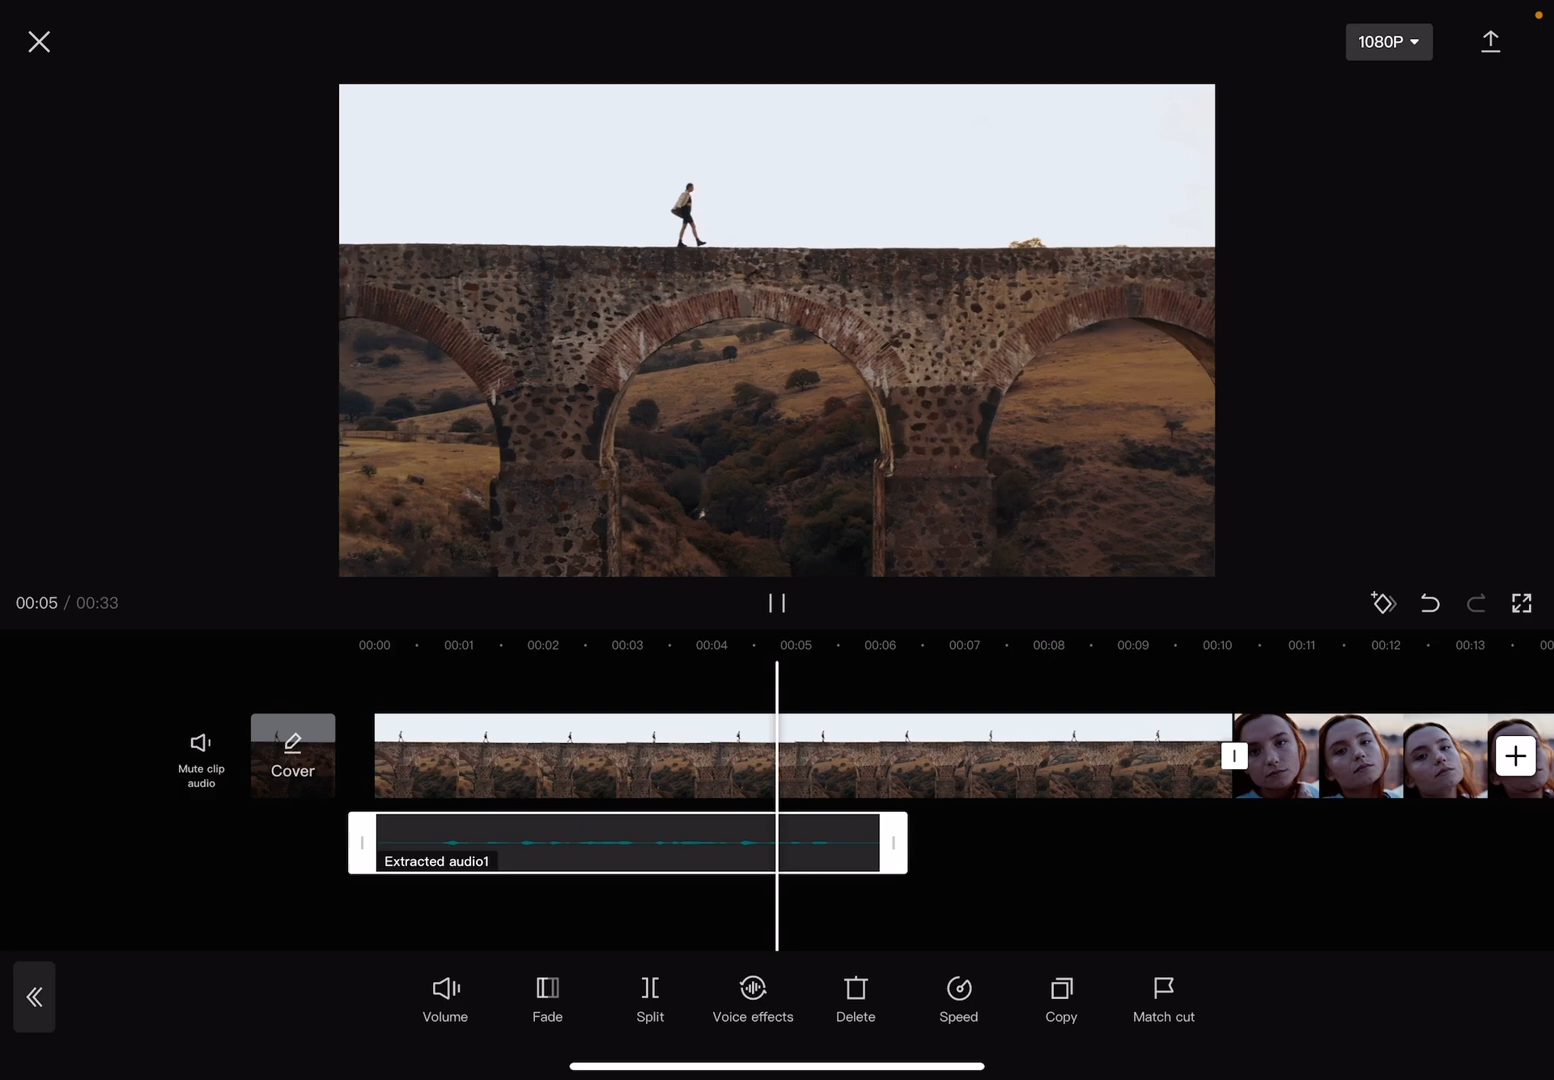 1080P
00:05 / 00:33
00:00 00:01 00:02 00:03 00:04 00:05 00:06 00:07 00:08 00:09 00:10 00:11 00:12 00:13 00
Mute clip
audio
Cover
Extracted audio1
Volume Fade Split Voice effects Delete Speed Copy Match cut